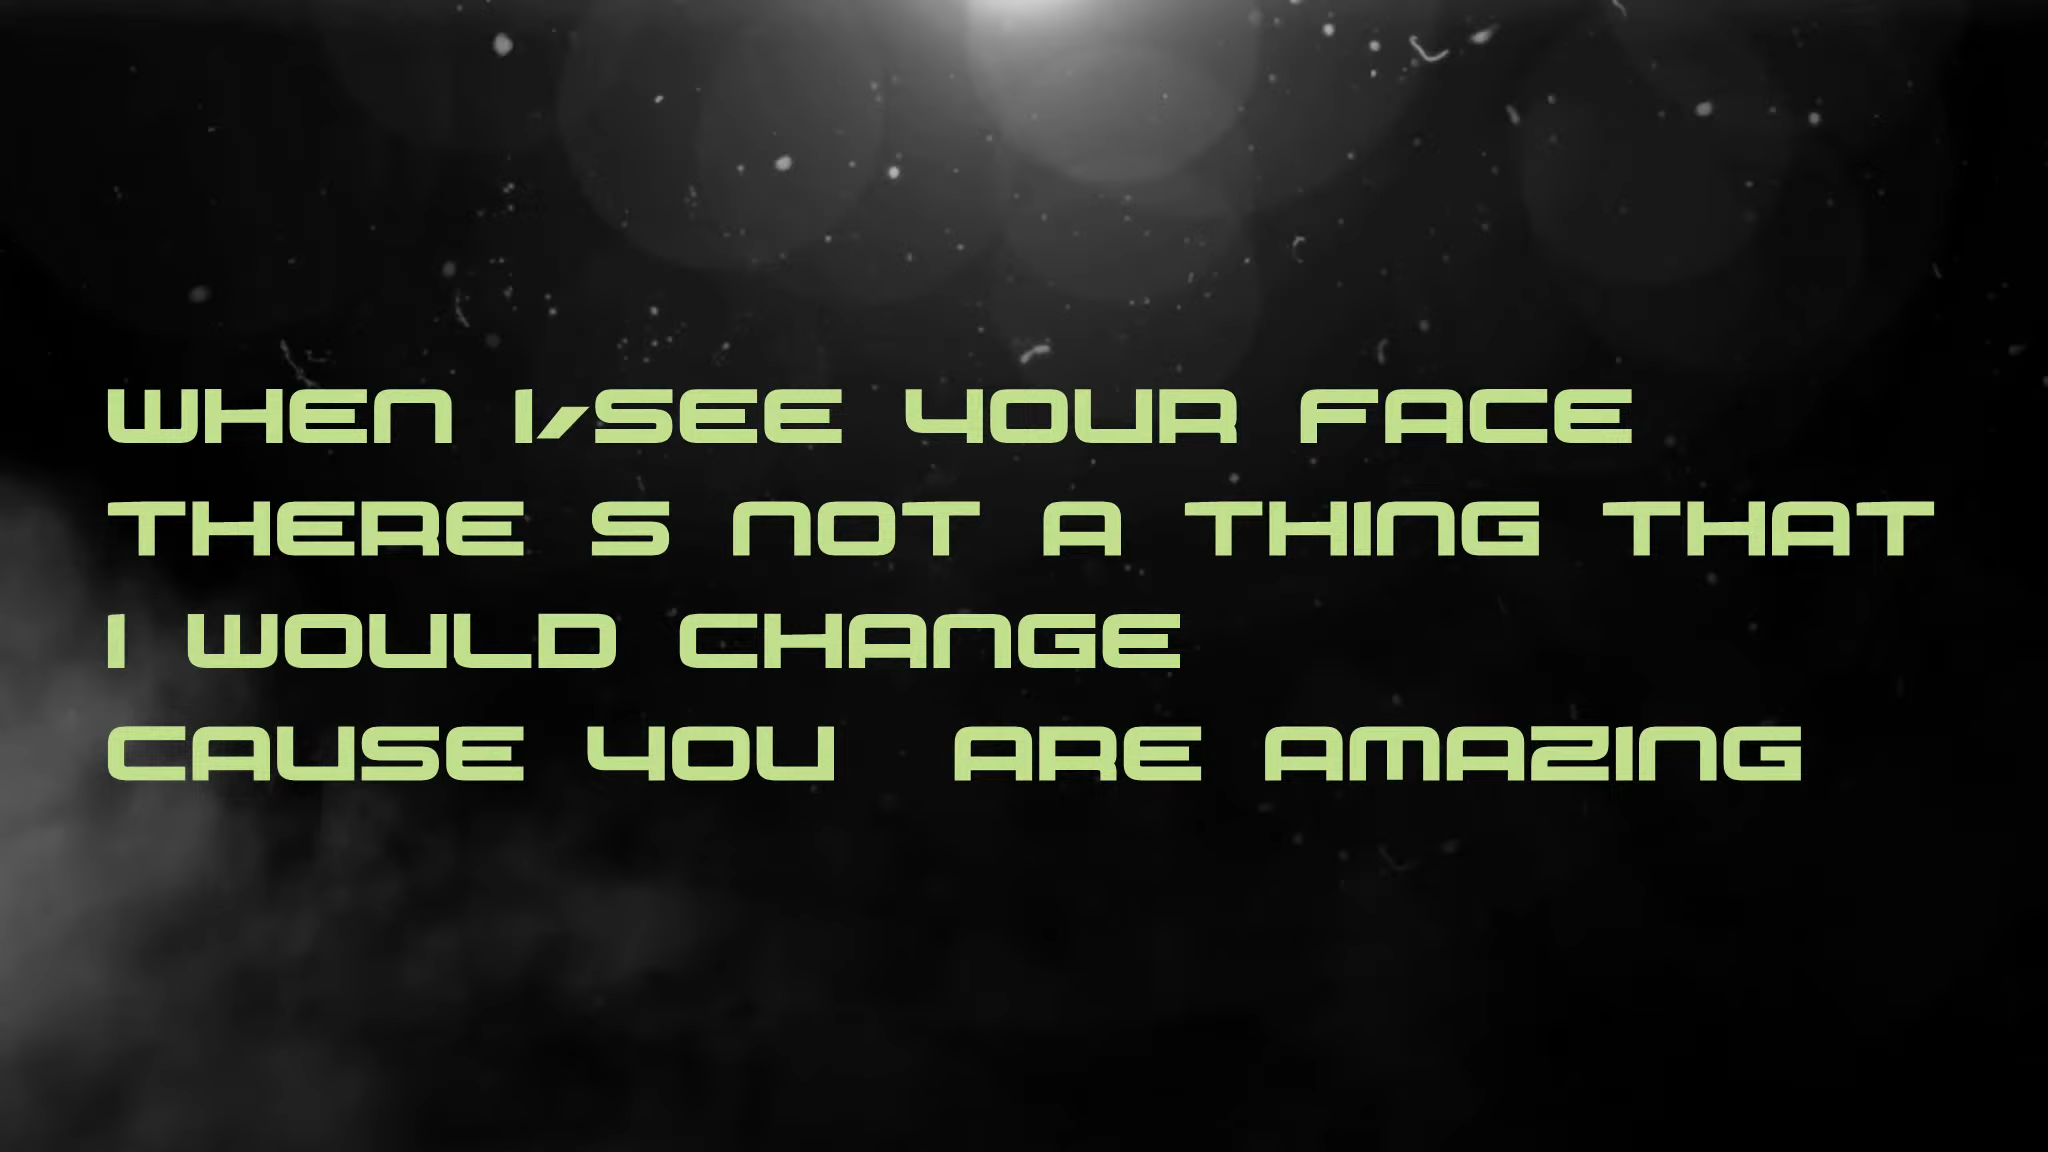 WHEN I/SEE YOUR FACE
THERE S NOT A THING THAT
I WOULD CHANGE
CAUSE YOU  ARE AMAZING